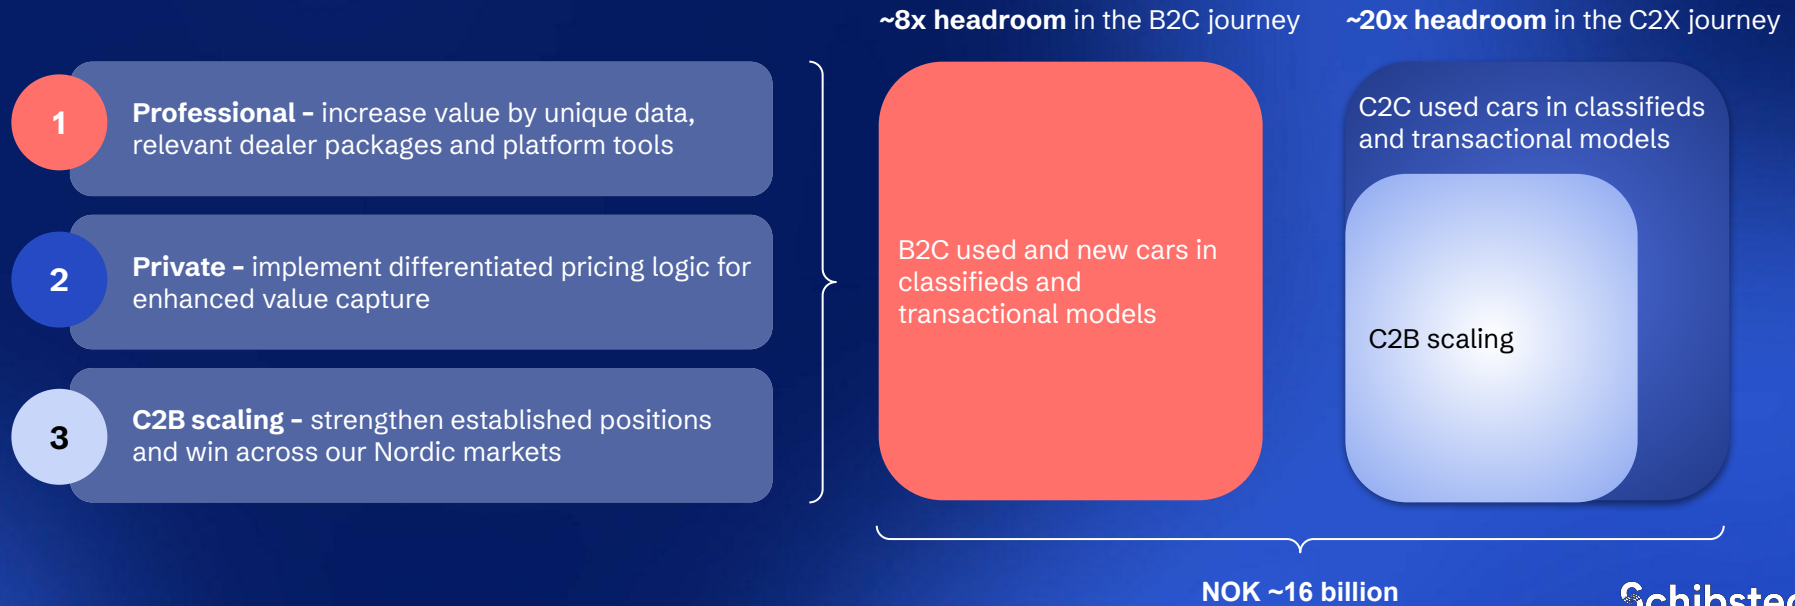 ~8x headroom in the B2C journey
~20x headroom in the C2X journey
1
Professional – increase value by unique data,
relevant dealer packages and platform tools
2
Private – implement differentiated pricing logic for
enhanced value capture
3
C2B scaling – strengthen established positions
and win across our Nordic markets
B2C used and new cars in
classifieds and
transactional models
C2C used cars in classifieds
and transactional models
C2B scaling
NOK ~16 billion
Schibsted